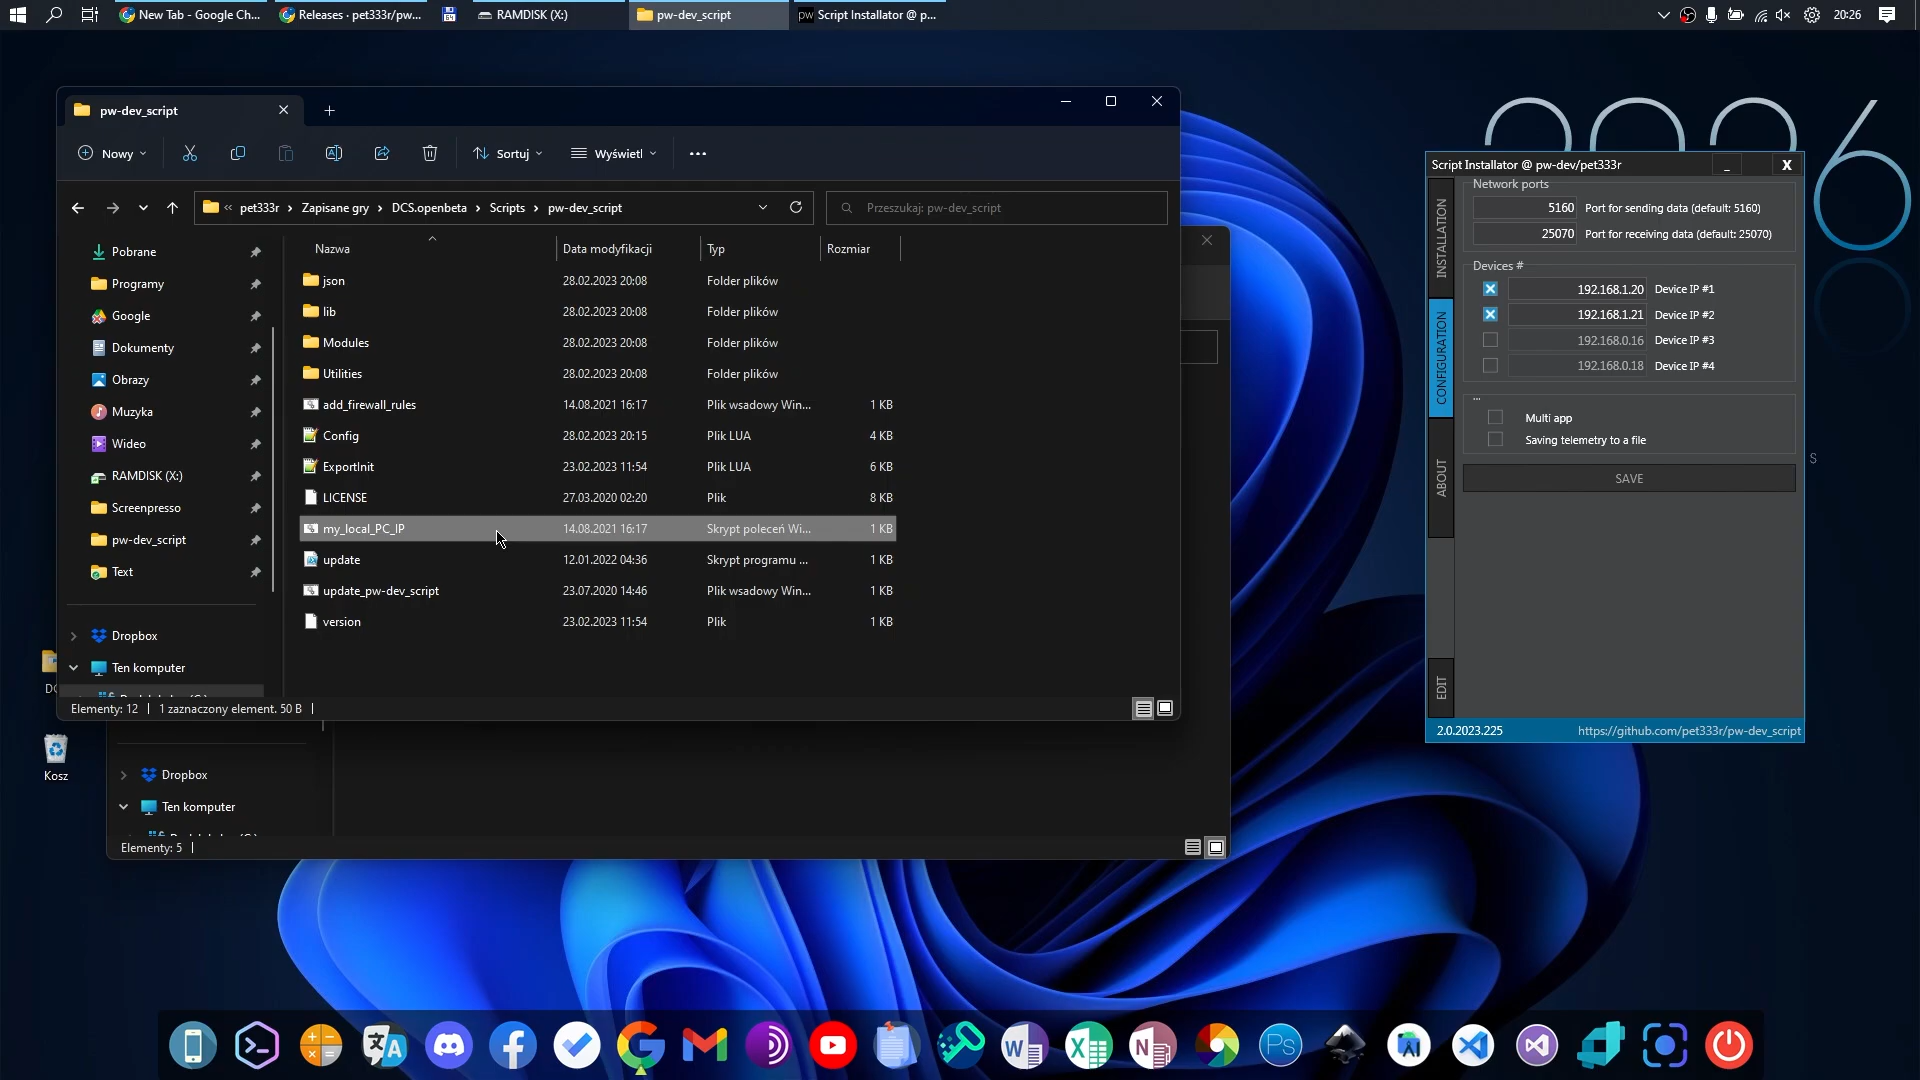 New Tab - Google Ch...
Releases · pet333r/pw...
RAMDISK (X:)
pw-dev_script
pw Script Installator @ p...
20:26
pw-dev_script
Nowy
Sortuj
Wyświetl
pet333r › Zapisane gry › DCS.openbeta › Scripts › pw-dev_script
Przeszukaj: pw-dev_script
Nazwa Data modyfikacji Typ Rozmiar
Pobrane
Programy
Google
Dokumenty
Obrazy
Muzyka
Wideo
RAMDISK (X:)
Screenpresso
pw-dev_script
Text
Dropbox
Ten komputer
json 28.02.2023 20:08 Folder plików
lib 28.02.2023 20:08 Folder plików
Modules 28.02.2023 20:08 Folder plików
Utilities 28.02.2023 20:08 Folder plików
add_firewall_rules 14.08.2021 16:17 Plik wsadowy Win... 1 KB
Config 28.02.2023 20:15 Plik LUA 4 KB
ExportInit 23.02.2023 11:54 Plik LUA 6 KB
LICENSE 27.03.2020 02:20 Plik 8 KB
my_local_PC_IP 14.08.2021 16:17 Skrypt poleceń Wi... 1 KB
update 12.01.2022 04:36 Skrypt programu ... 1 KB
update_pw-dev_script 23.07.2020 14:46 Plik wsadowy Win... 1 KB
version 23.02.2023 11:54 Plik 1 KB
Elementy: 12 1 zaznaczony element. 50 B
Dropbox
Ten komputer
Elementy: 5
Kosz
Script Installator @ pw-dev/pet333r
_ X
INSTALLATION
CONFIGURATION
ABOUT
EDIT
Network ports
5160 Port for sending data (default: 5160)
25070 Port for receiving data (default: 25070)
Devices #
192.168.1.20 Device IP #1
192.168.1.21 Device IP #2
192.168.0.16 Device IP #3
192.168.0.18 Device IP #4
...
Multi app
Saving telemetry to a file
SAVE
2.0.2023.225 https://github.com/pet333r/pw-dev_script
S
W
X
N
Ps